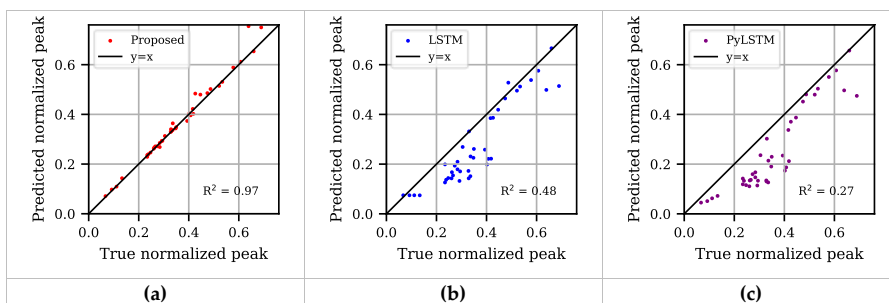 Predicted normalized peak
0.6
0.4
0.2
0.0
Proposed
y=x
R² = 0.97
0.0 0.2 0.4 0.6
True normalized peak
(a)
Predicted normalized peak
0.6
0.4
0.2
0.0
LSTM
y=x
R² = 0.48
0.0 0.2 0.4 0.6
True normalized peak
(b)
Predicted normalized peak
0.6
0.4
0.2
0.0
PyLSTM
y=x
R² = 0.27
0.0 0.2 0.4 0.6
True normalized peak
(c)